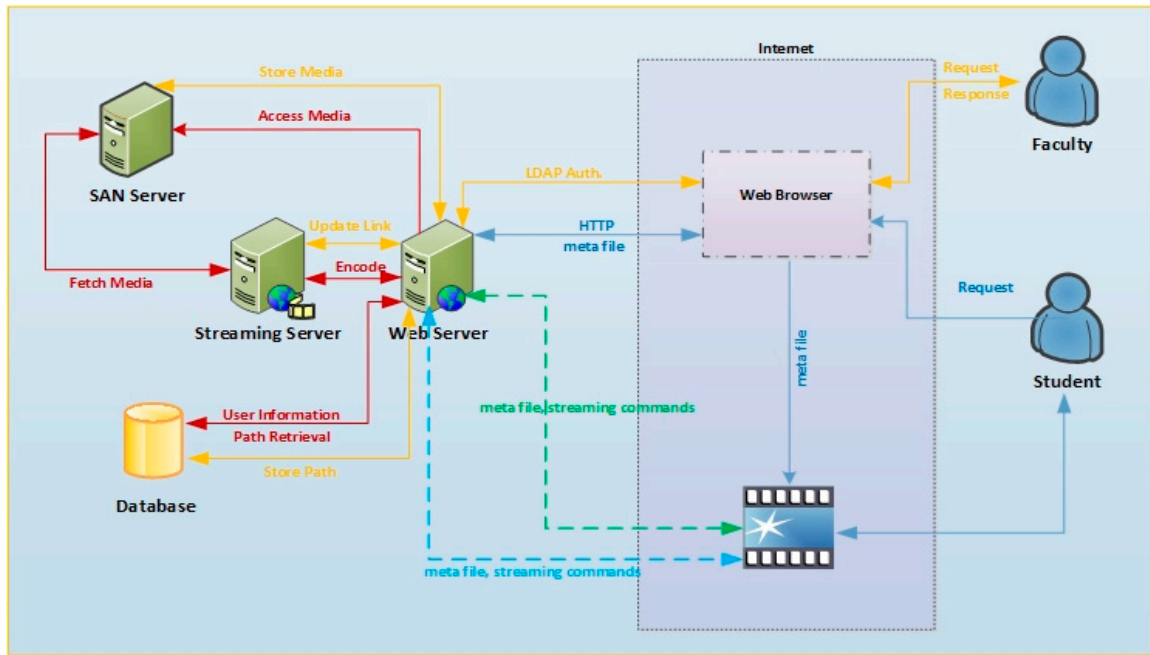 Internet
Store Media
Request
Response
Faculty
Access Media
SAN Server
LDAP Auth.
Web Browser
Update Link
HTTP
meta file
Fetch Media
Encode
Request
Streaming Server
Web Server
meta file
Student
User Information
Path Retrieval
meta file, streaming commands
Store Path
Database
meta file, streaming commands